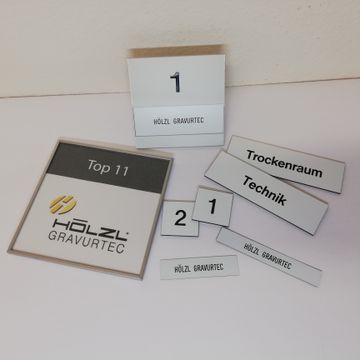 1
HÖLZL GRAVURTEC
Top 11
HÖLZL®
GRAVURTEC
Trockenraum
Technik
2
1
HÖLZL GRAVURTEC
HÖLZL GRAVURTEC